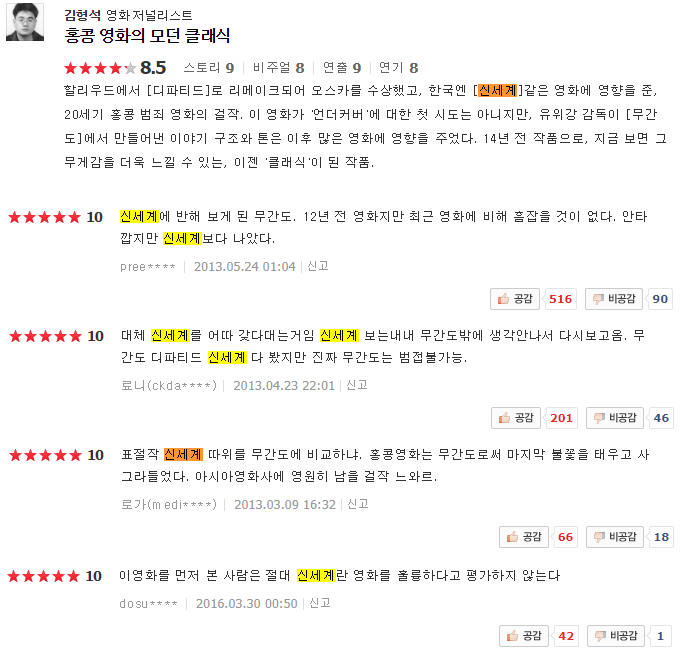 김형석 영화 저널리스트
홍콩 영화의 모던 클래식
8.5 스토리 9 | 비주얼 8 | 연출 9 | 연기 8
할리우드에서 [디파티드]로 리메이크되어 오스카를 수상했고, 한국엔 [신세계]같은 영화에 영향을 준,
20세기 홍콩 범죄 영화의 걸작. 이 영화가 '언더커버'에 대한 첫 시도는 아니지만, 유위강 감독이 [무간
도]에서 만들어낸 이야기 구조와 톤은 이후 많은 영화에 영향을 주었다. 14년 전 작품으로, 지금 보면 그
무게감을 더욱 느낄 수 있는, 이젠 '클래식'이 된 작품.
10 신세계에 반해 보게 된 무간도. 12년 전 영화지만 최근 영화에 비해 흠잡을 것이 없다. 안타
깝지만 신세계보다 나았다.
pree**** | 2013.05.24 01:04 | 신고
공감 516 비공감 90
10 대체 신세계를 어따 갖다대는거임 신세계 보는내내 무간도밖에 생각안나서 다시보고옴. 무
간도 디파티드 신세계 다 봤지만 진짜 무간도는 범접불가능.
료니(ckda****) | 2013.04.23 22:01 | 신고
공감 201 비공감 46
10 표절작 신세계 따위를 무간도에 비교하냐. 홍콩영화는 무간도로써 마지막 불꽃을 태우고 사
그라들었다. 아시아영화사에 영원히 남을 걸작 느와르.
로가(medi****) | 2013.03.09 16:32 | 신고
공감 66 비공감 18
10 이영화를 먼저 본 사람은 절대 신세계란 영화를 훌륭하다고 평가하지 않는다
dosu**** | 2016.03.30 00:50 | 신고
공감 42 비공감 1